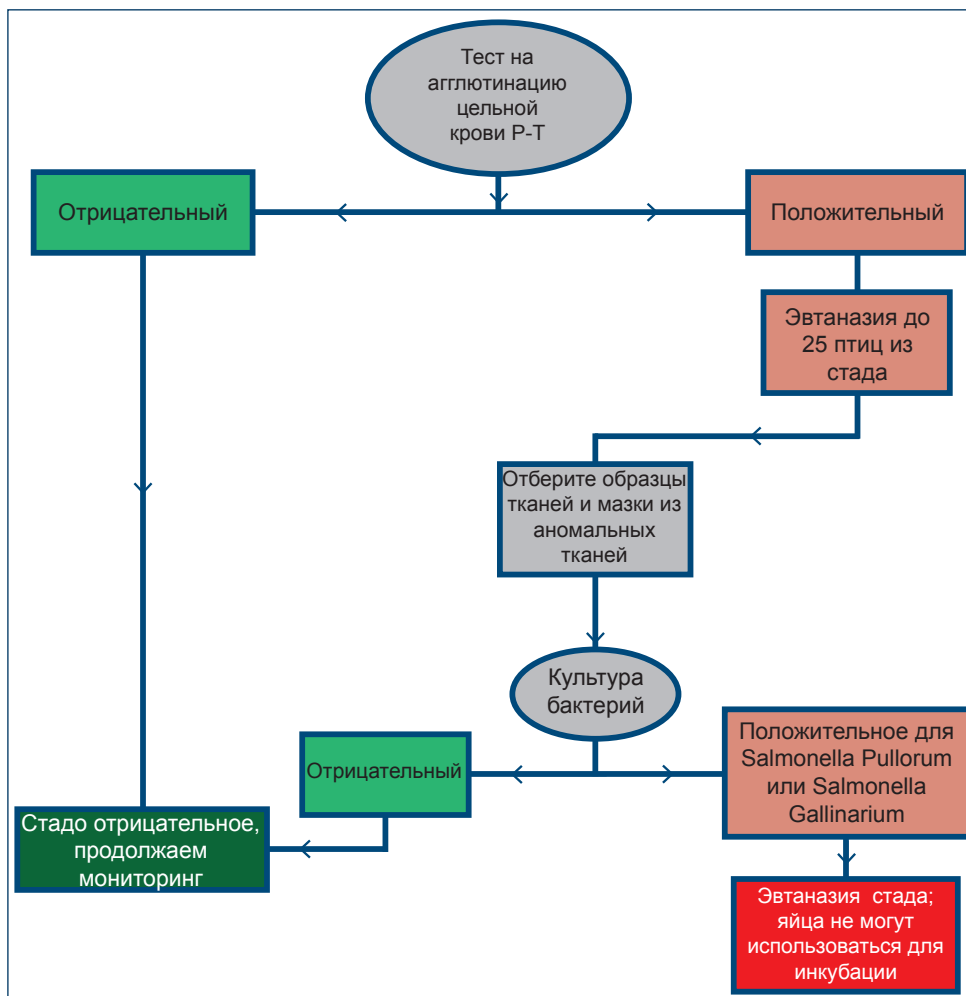 Тест на
агглютинацию
цельной
крови P-T
Отрицательный
Положительный
Эвтаназия до
25 птиц из
стада
Отберите образцы
тканей и мазки из
аномальных
тканей
Культура
бактерий
Отрицательный
Положительное для
Salmonella Pullorum
или Salmonella
Gallinarium
Стадо отрицательное,
продолжаем
мониторинг
Эвтаназия стада;
яйца не могут
использоваться для
инкубации